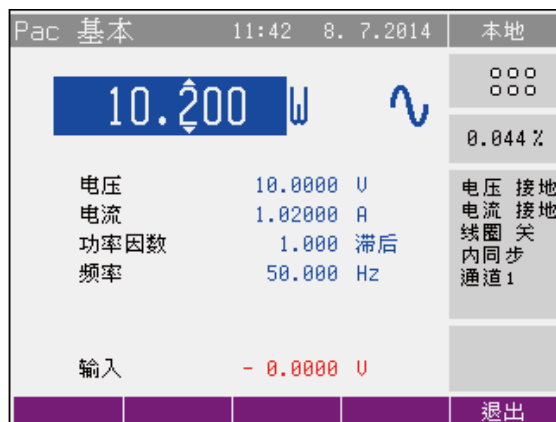 Pac 基本 11:42 8. 7.2014 本地
10.200 W
0.044 %
电压 10.0000 V
电流 1.02000 A
功率因数 1.000 滞后
频率 50.000 Hz
电压 接地
电流 接地
线圈 关
内同步
通道1
输入 - 0.0000 V
退出